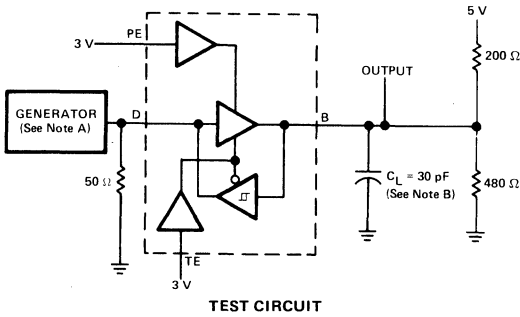 5 V
PE
3 V
200 Ω
OUTPUT
GENERATOR
(See Note A)
D
B
50 Ω
C_L = 30 pF
(See Note B)
480 Ω
TE
3 V
TEST CIRCUIT